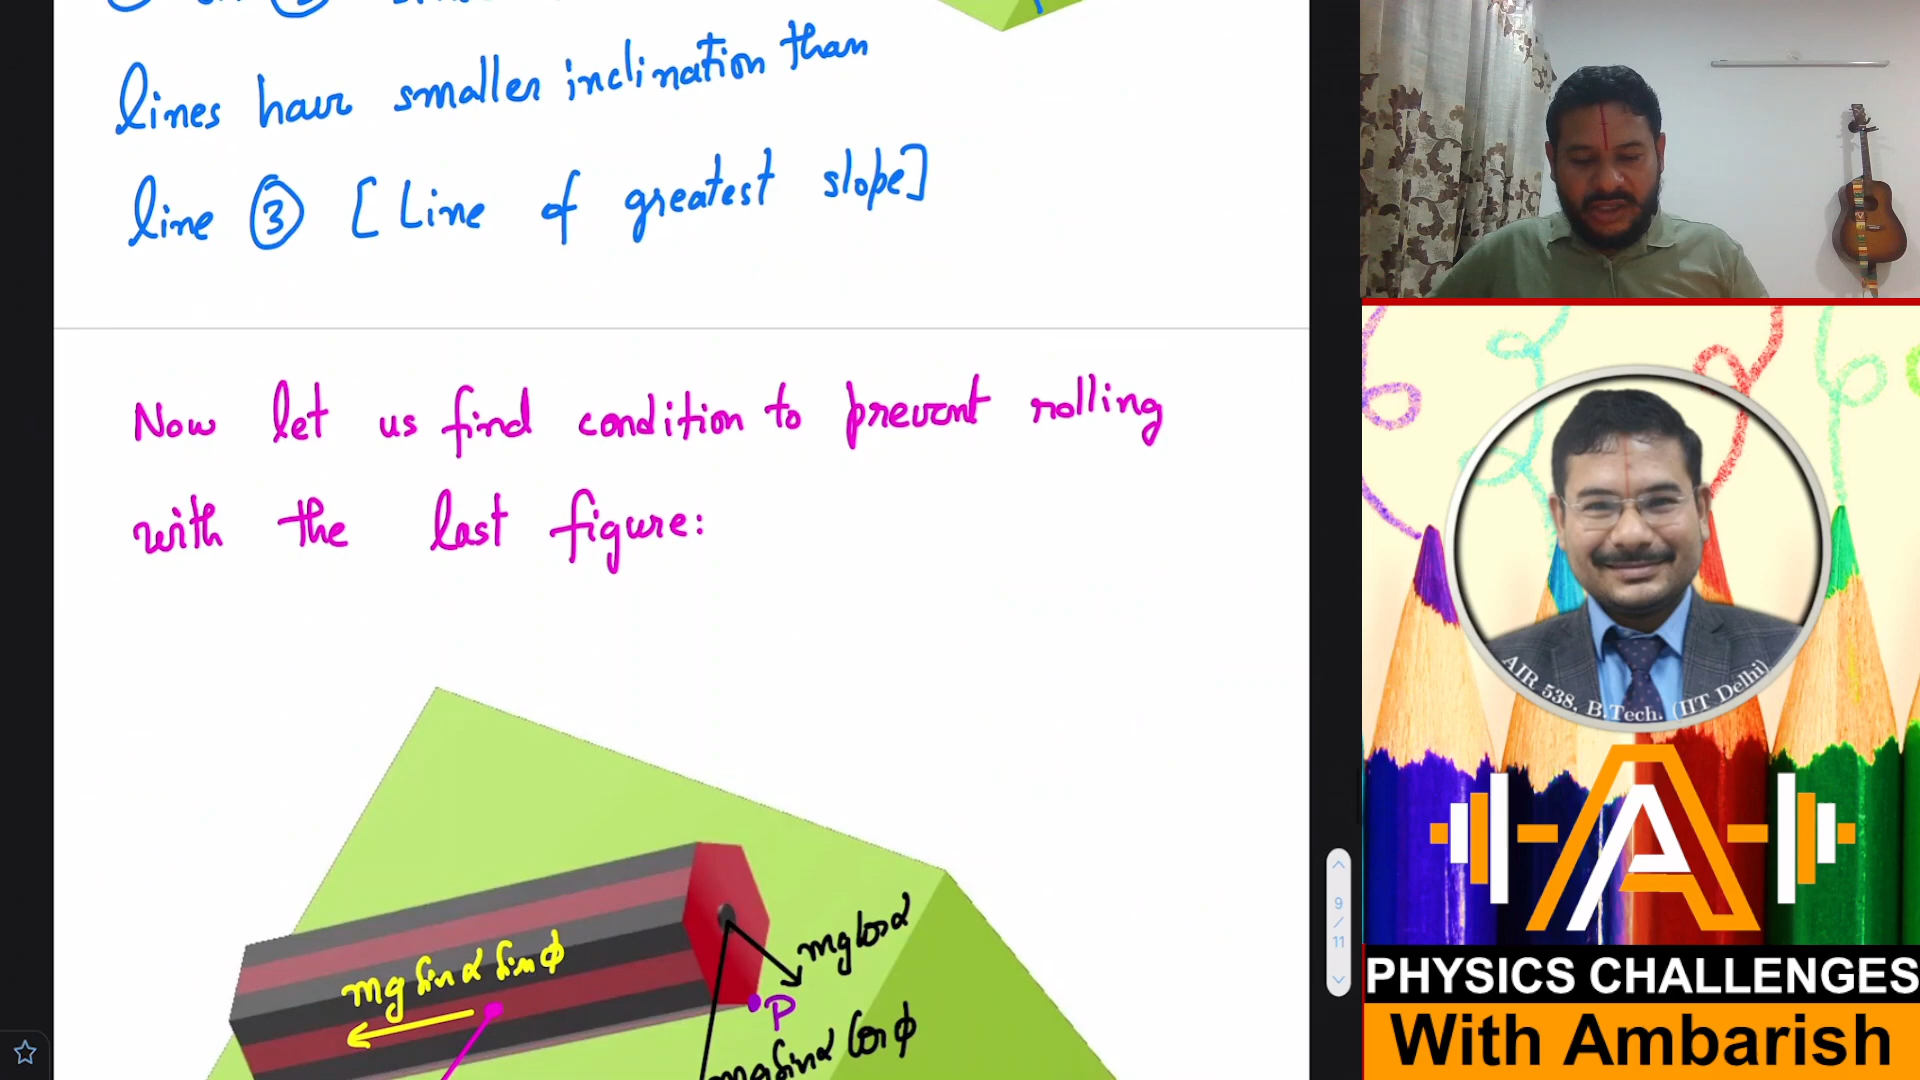 lines have smaller inclination than
line ③ [Line of greatest slope]
Now let us find condition to prevent rolling
with the last figure:
mg cos α
mg sin α sin ϕ
P
mg sin α cos ϕ
9
/
11
AIR 538, B.Tech. (IIT Delhi)
PHYSICS CHALLENGES
With Ambarish